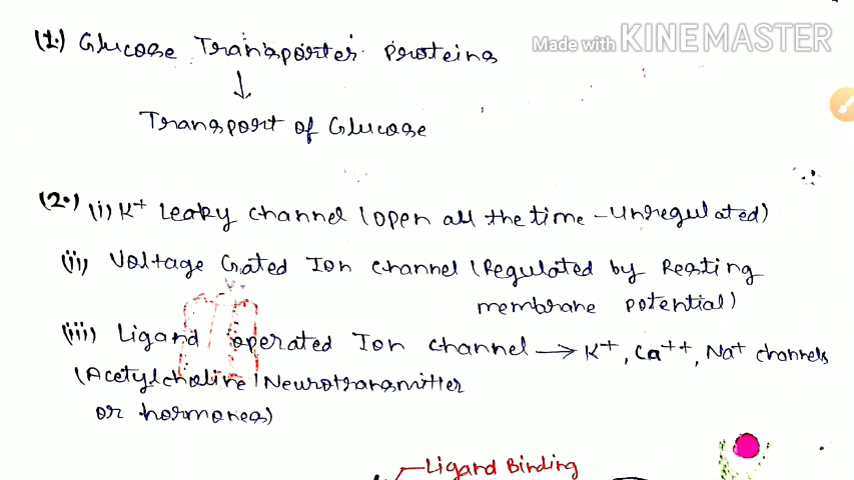 Made with KINEMASTER
(1.) Glucose Transporter Proteins
↓
Transport of Glucose
(2.) (i) K+ Leaky channel (open all the time - Unregulated)
(ii) Voltage Gated Ion channel (Regulated by Resting
membrane potential)
(iii) Ligand operated Ion channel → K+, Ca++, Na+ channels
(Acetylcholine/Neurotransmitter
or hormones)
Ligand Binding